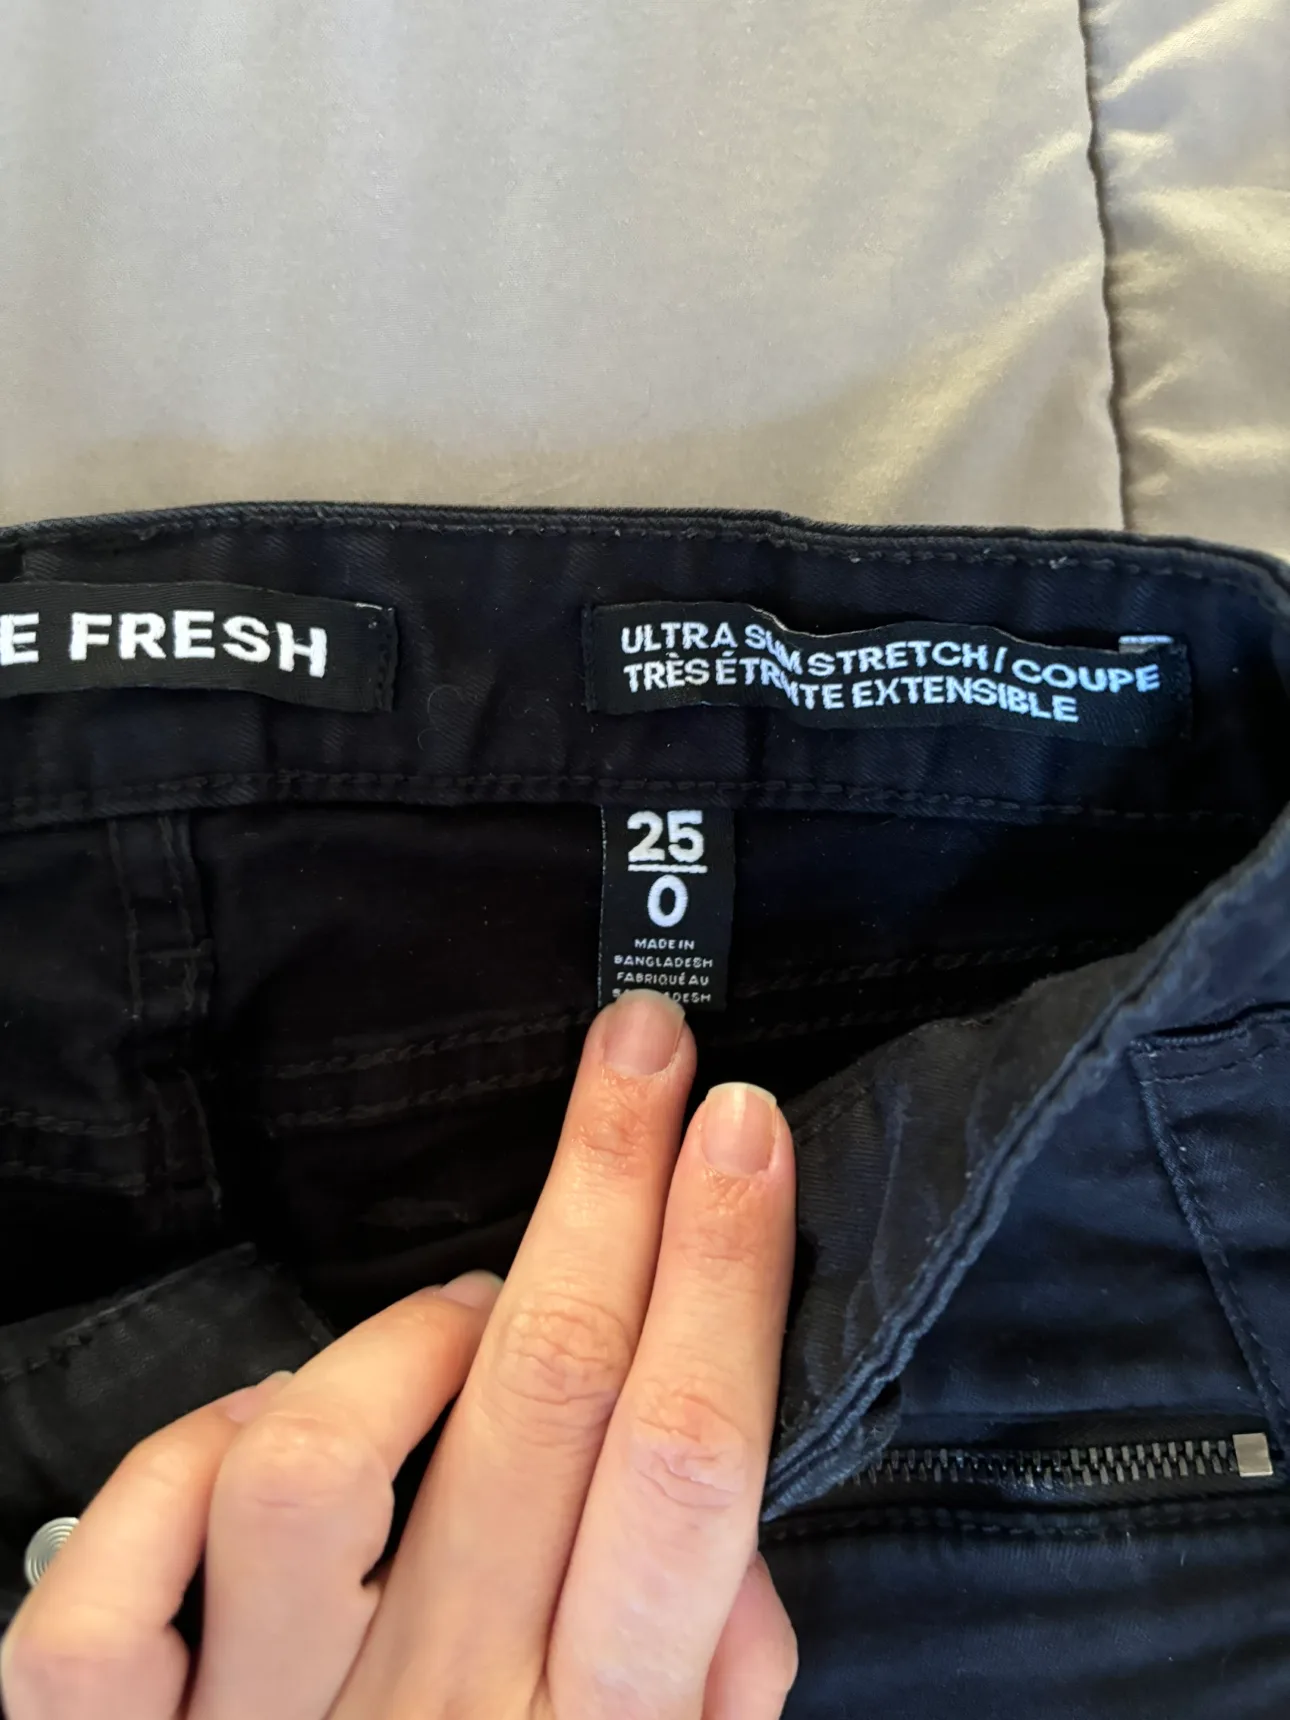 E FRESH
ULTRA SLIM STRETCH / COUPE
TRÈS ÉTROITE EXTENSIBLE
25
0
MADE IN
BANGLADESH
FABRIQUÉ AU